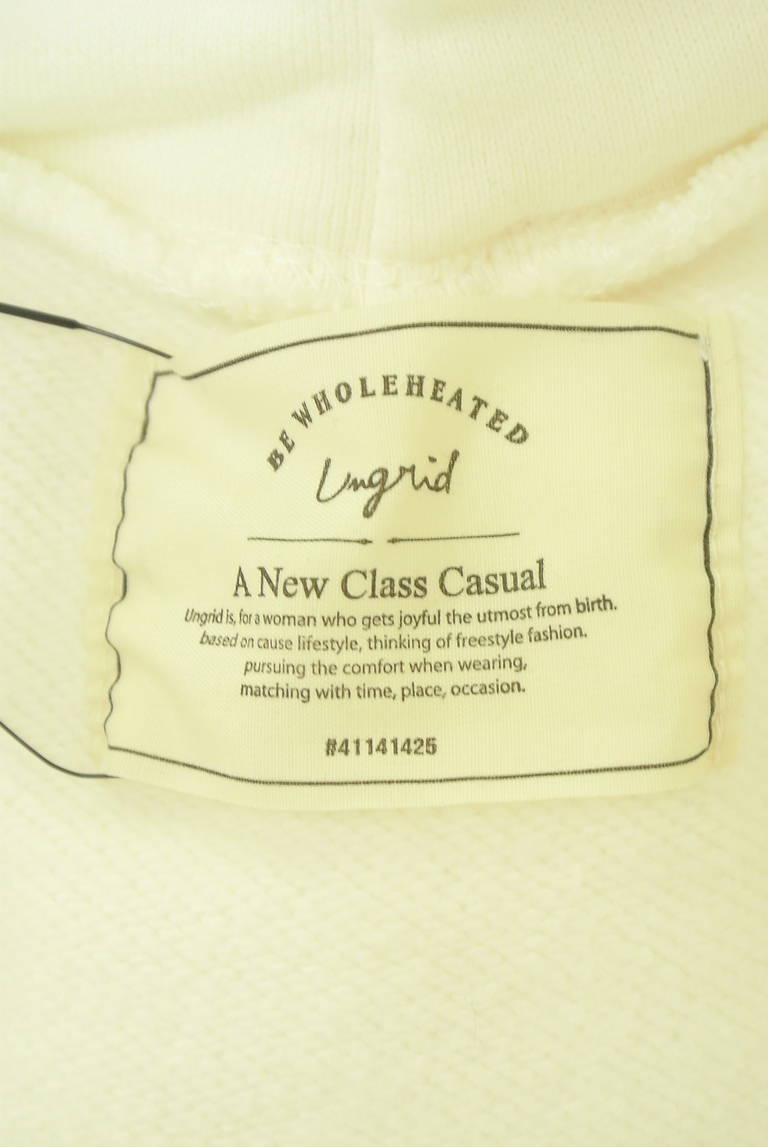 BE WHOLEHEATED
Ungrid
A New Class Casual
Ungrid is, for a woman who gets joyful the utmost from birth.
based on cause lifestyle, thinking of freestyle fashion.
pursuing the comfort when wearing,
matching with time, place, occasion.
#41141425